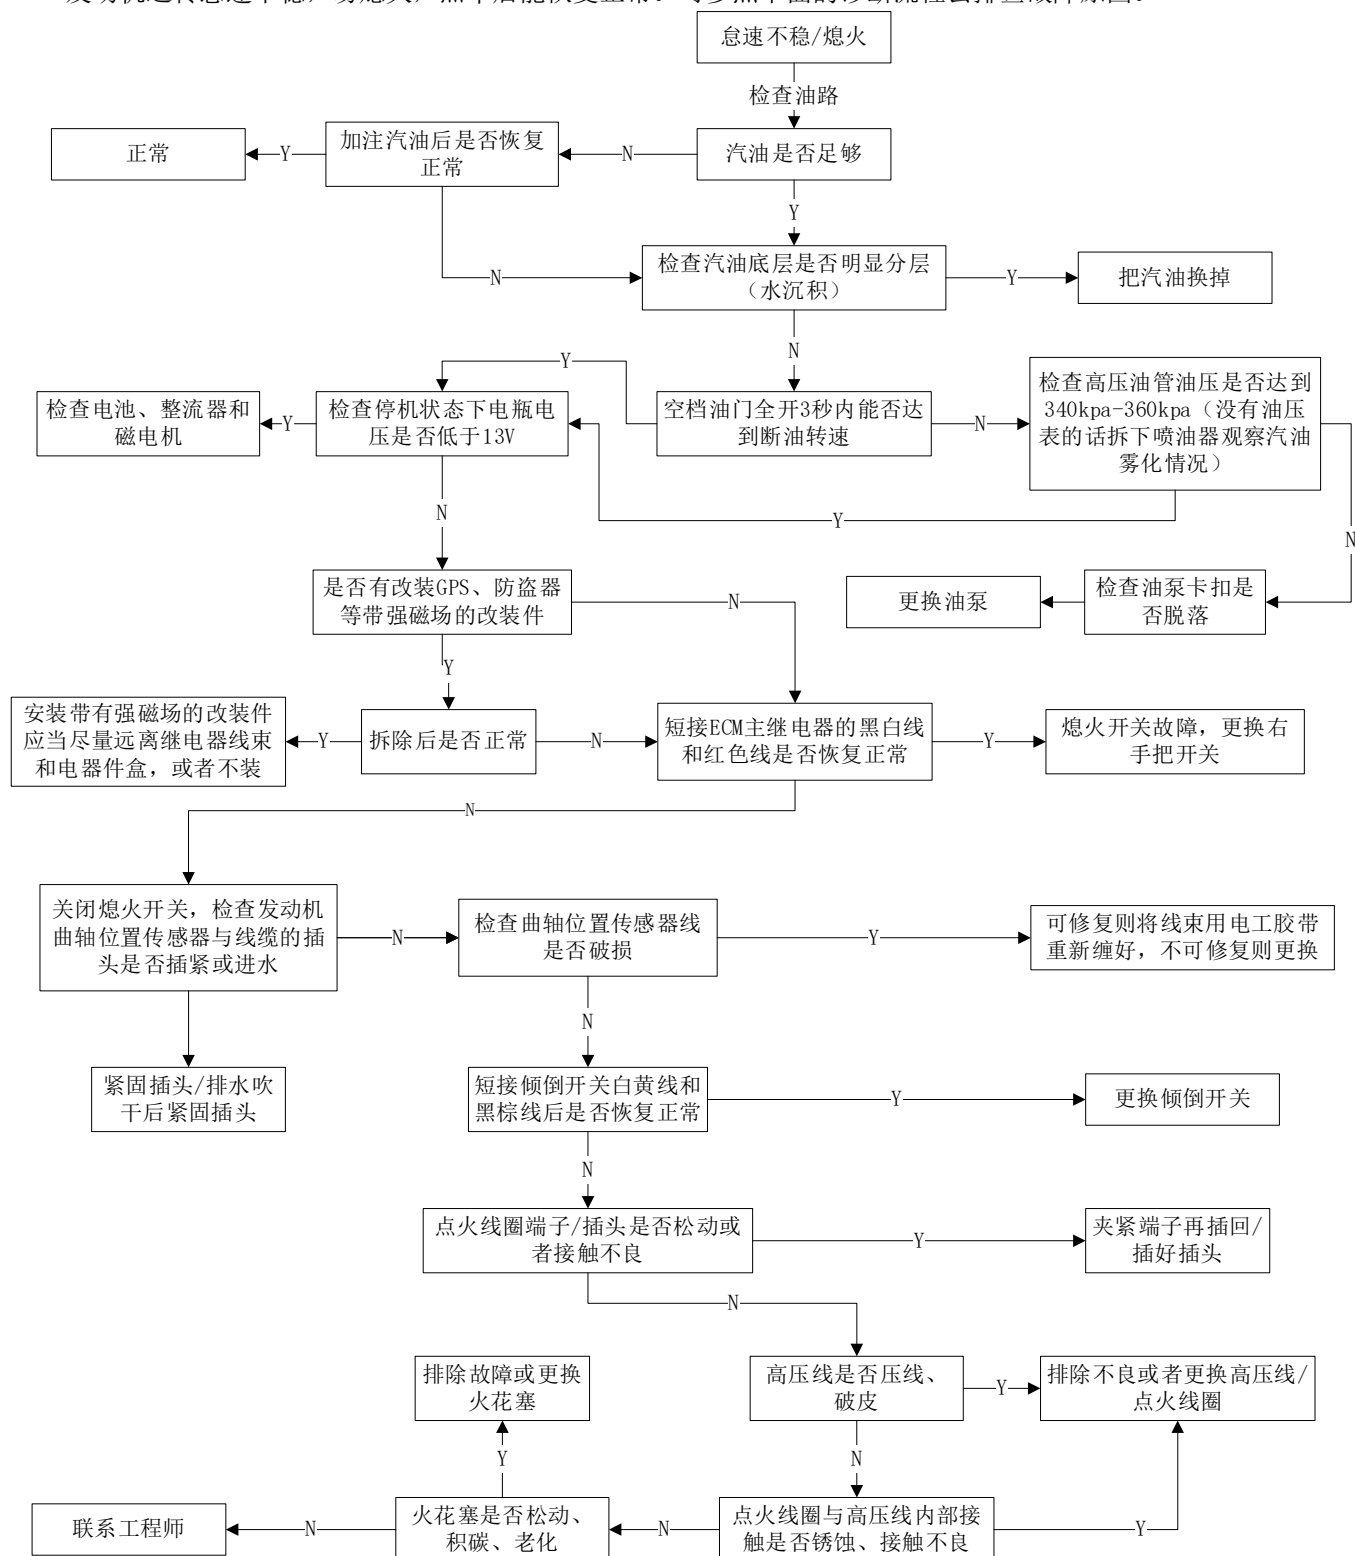 怠速不稳/熄火
检查油路
正常
Y
加注汽油后是否恢复
正常
N
汽油是否足够
Y
检查汽油底层是否明显分层
（水沉积）
N
Y
把汽油换掉
N
Y
检查电池、整流器和
磁电机
Y
检查停机状态下电瓶电
压是否低于13V
空档油门全开3秒内能否达
到断油转速
N
检查高压油管油压是否达到
340kpa-360kpa（没有油压
表的话拆下喷油器观察汽油
雾化情况）
N
Y
N
是否有改装GPS、防盗器
等带强磁场的改装件
N
更换油泵
检查油泵卡扣是
否脱落
Y
安装带有强磁场的改装件
应当尽量远离继电器线束
和电器件盒，或者不装
Y
拆除后是否正常
N
短接ECM主继电器的黑白线
和红色线是否恢复正常
Y
熄火开关故障，更换右
手把开关
N
关闭熄火开关，检查发动机
曲轴位置传感器与线缆的插
头是否插紧或进水
N
检查曲轴位置传感器线
是否破损
Y
可修复则将线束用电工胶带
重新缠好，不可修复则更换
N
紧固插头/排水吹
干后紧固插头
短接倾倒开关白黄线和
黑棕线后是否恢复正常
Y
更换倾倒开关
N
点火线圈端子/插头是否松动或
者接触不良
Y
夹紧端子再插回/
插好插头
N
排除故障或更换
火花塞
高压线是否压线、
破皮
Y
排除不良或者更换高压线/
点火线圈
Y
N
联系工程师
N
火花塞是否松动、
积碳、老化
N
点火线圈与高压线内部接
触是否锈蚀、接触不良
Y